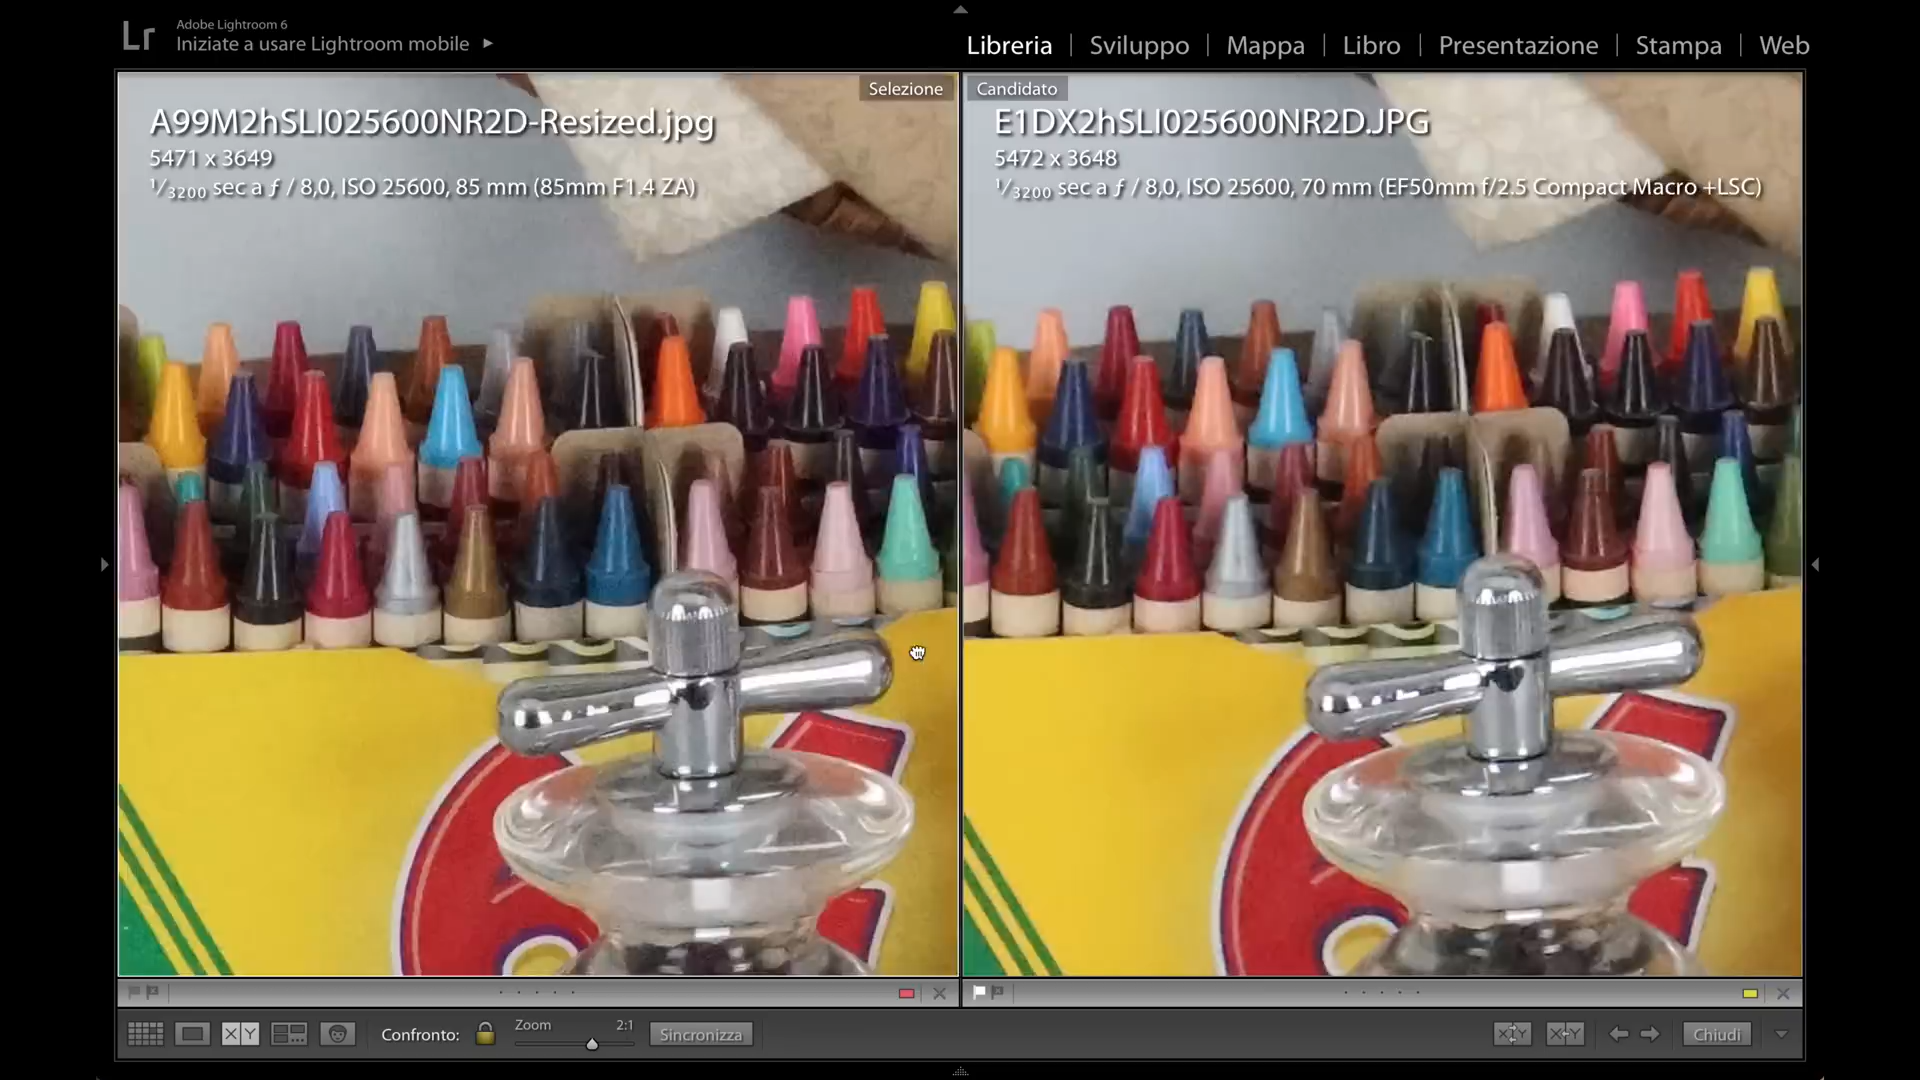 Lr
Adobe Lightroom 6
Iniziate a usare Lightroom mobile
Libreria | Sviluppo | Mappa | Libro | Presentazione | Stampa | Web
Selezione
A99M2hSLI025600NR2D-Resized.jpg
5471 x 3649
1/3200 sec a ƒ / 8,0, ISO 25600, 85 mm (85mm F1.4 ZA)
Candidato
E1DX2hSLI025600NR2D.JPG
5472 x 3648
1/3200 sec a ƒ / 8,0, ISO 25600, 70 mm (EF50mm f/2.5 Compact Macro +LSC)
XY
Confronto:
Zoom 2:1
Sincronizza
X Y
X Y
Chiudi